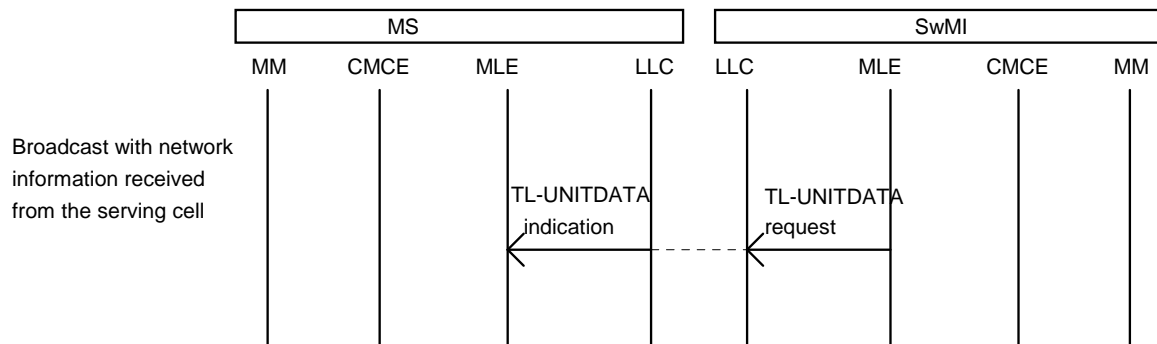 MS
SwMI
MM
CMCE
MLE
LLC
LLC
MLE
CMCE
MM
Broadcast with network
information received
from the serving cell
TL-UNITDATA
indication
TL-UNITDATA
request